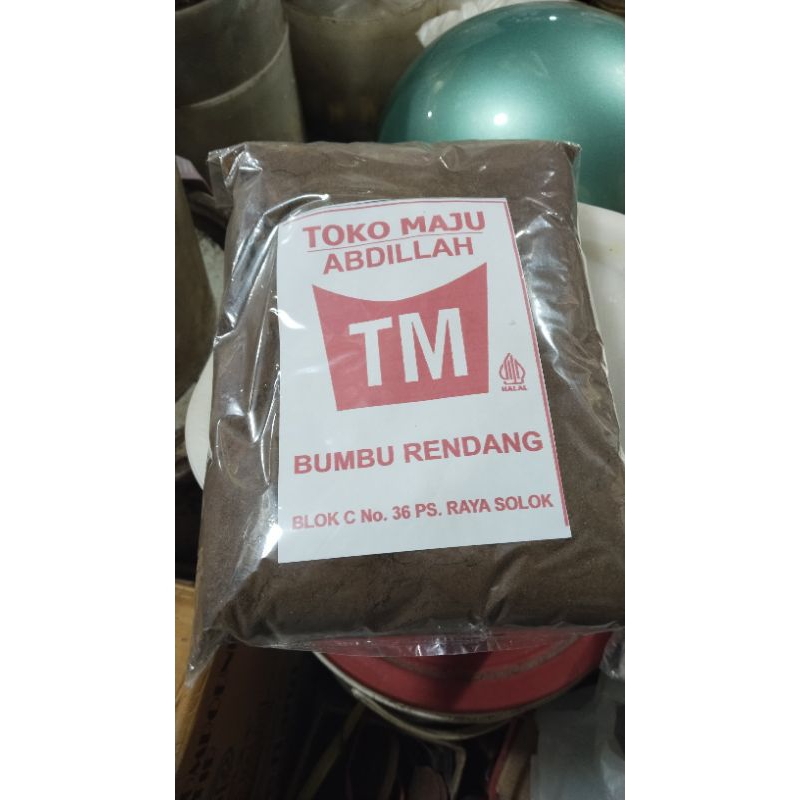 TOKO MAJU
ABDILLAH
TM
HALAL
BUMBU RENDANG
BLOK C No. 36 PS. RAYA SOLOK